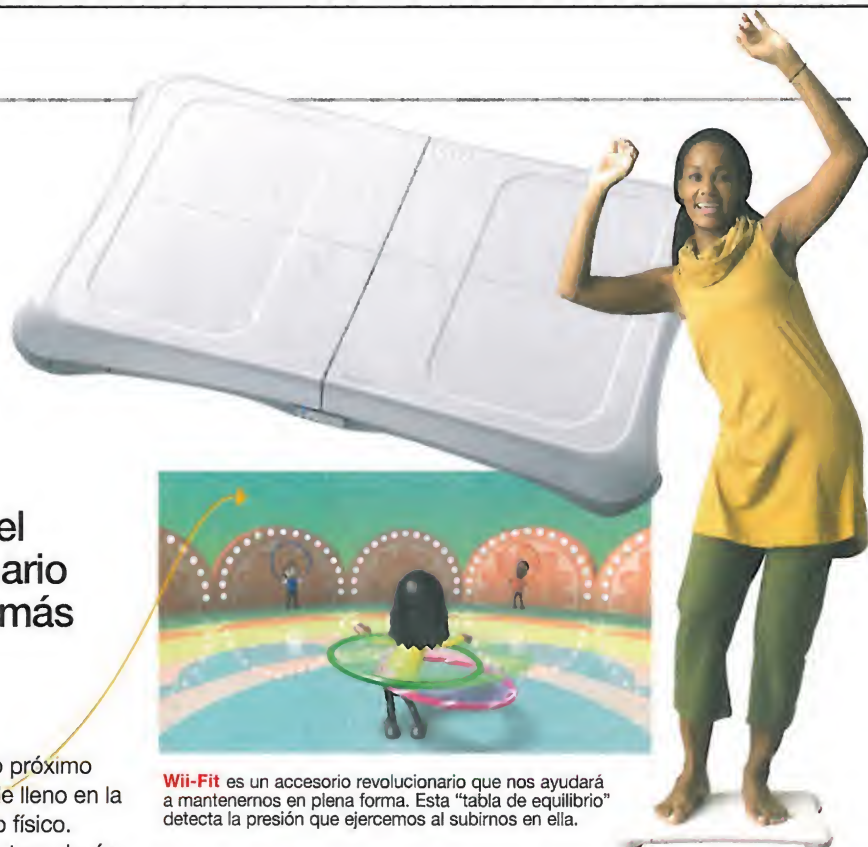 el
ario
más
próximo
e lleno en la
o físico.
Wii-Fit es un accesorio revolucionario que nos ayudará
a mantenernos en plena forma. Esta “tabla de equilibrio”
detecta la presión que ejercemos al subirnos en ella.